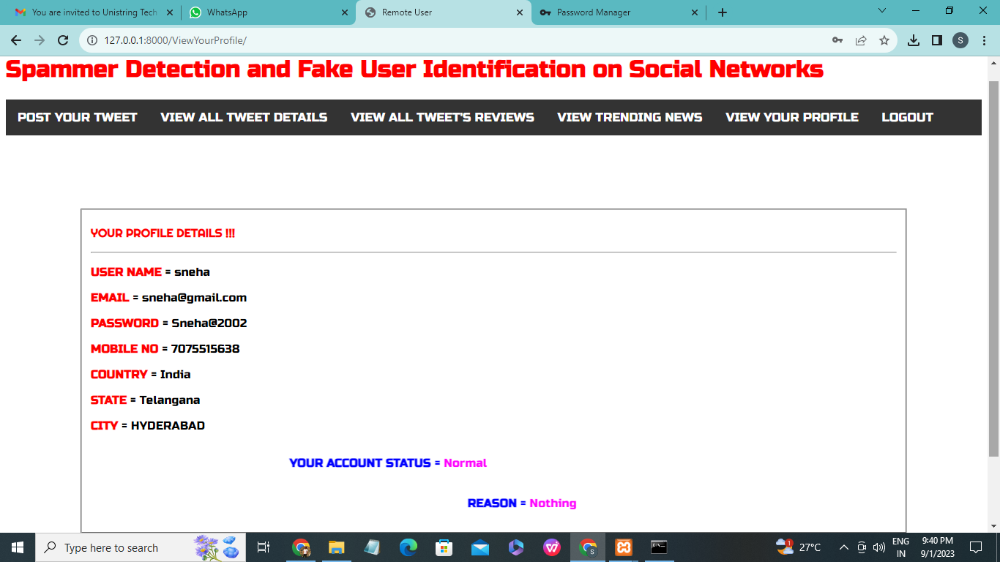 You are invited to Unistring Tech
WhatsApp
Remote User
Password Manager
127.0.0.1:8000/ViewYourProfile/
S
Spammer Detection and Fake User Identification on Social Networks
POST YOUR TWEET VIEW ALL TWEET DETAILS VIEW ALL TWEET'S REVIEWS VIEW TRENDING NEWS VIEW YOUR PROFILE LOGOUT
YOUR PROFILE DETAILS !!!
USER NAME = sneha
EMAIL = sneha@gmail.com
PASSWORD = Sneha@2002
MOBILE NO = 7075515638
COUNTRY = India
STATE = Telangana
CITY = HYDERABAD
YOUR ACCOUNT STATUS = Normal
REASON = Nothing
Type here to search
S
1
27°C
ENG
IN
9:40 PM
9/1/2023